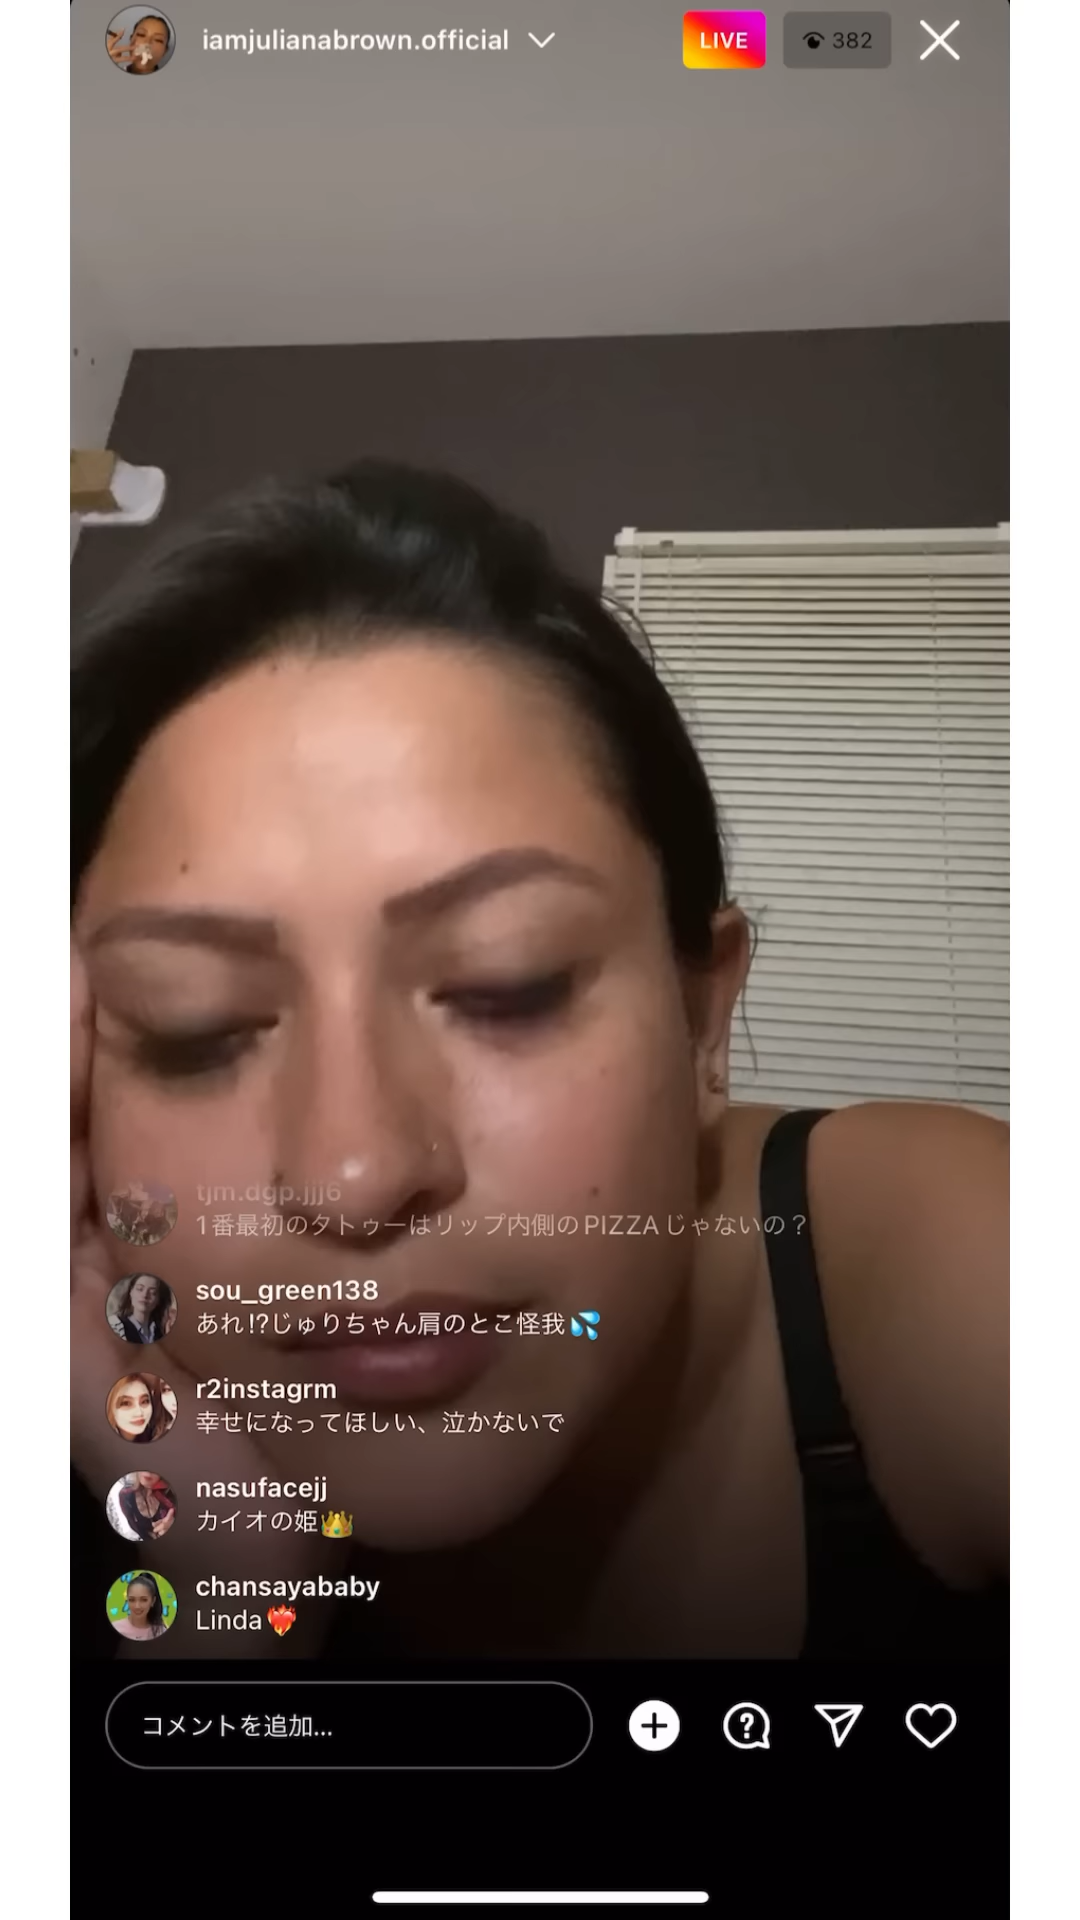 iamjulianabrown.official
LIVE
382
tjm.dgp.jjj6
1番最初のタトゥーはリップ内側のPIZZAじゃないの？
sou_green138
あれ!?じゅりちゃん肩のとこ怪我💦
r2instagrm
幸せになってほしい、泣かないで
nasufacejj
カイオの姫👑
chansayababy
Linda❤️‍🔥
コメントを追加...